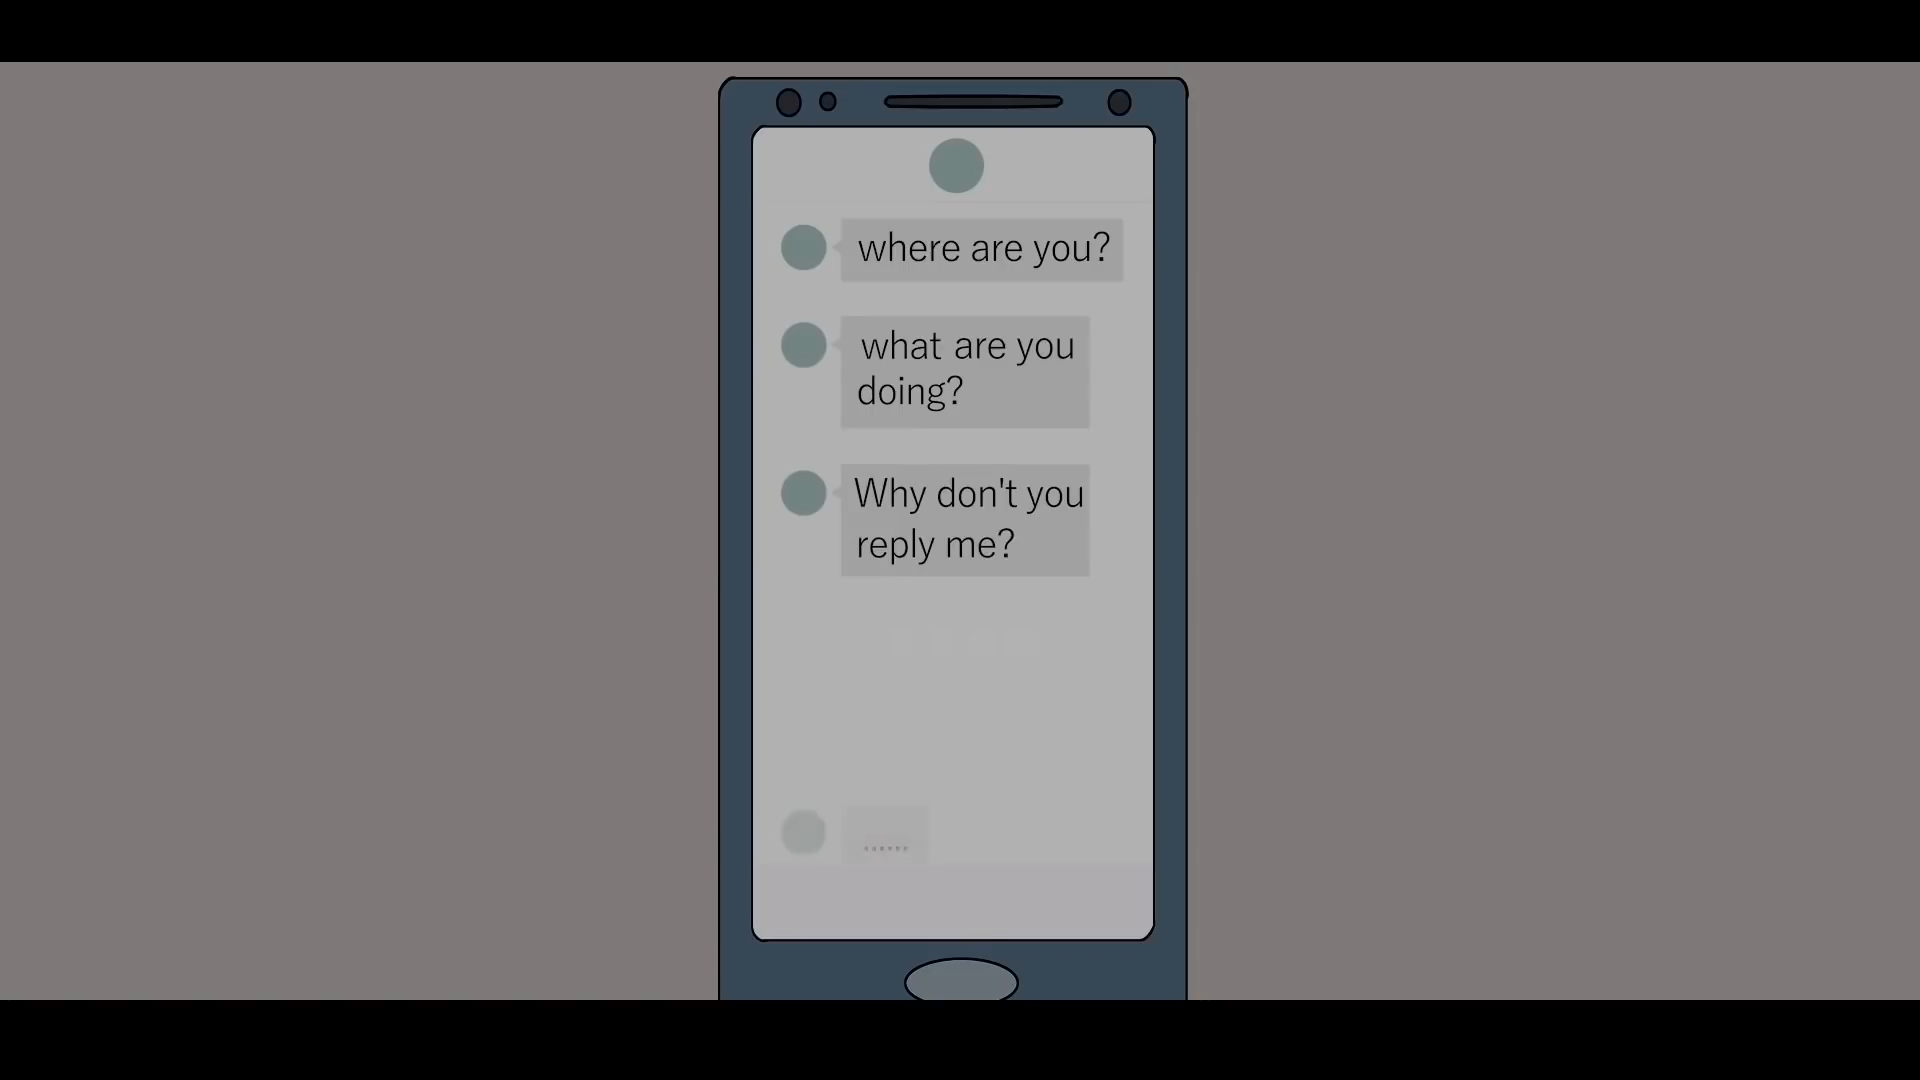 where are you?
what are you
doing?
Why don't you
reply me?
......